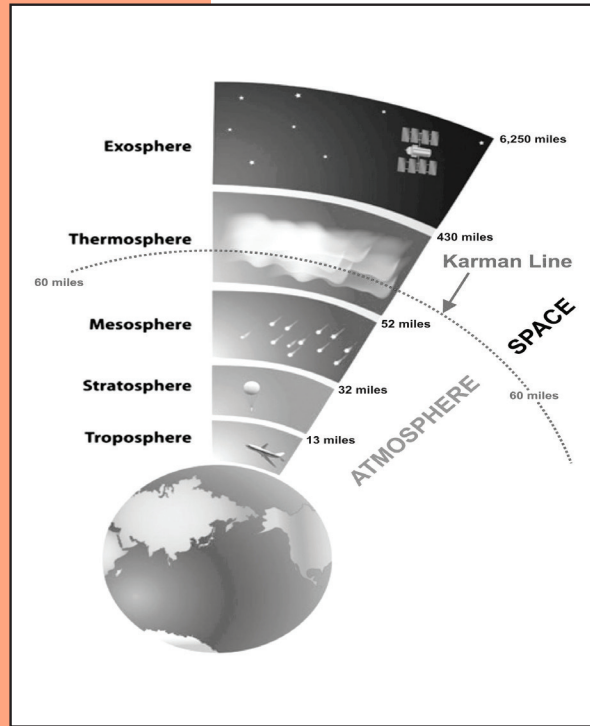 Exosphere
6,250 miles
Thermosphere
430 miles
60 miles
Karman Line
Mesosphere
52 miles
SPACE
Stratosphere
32 miles
ATMOSPHERE
60 miles
Troposphere
13 miles